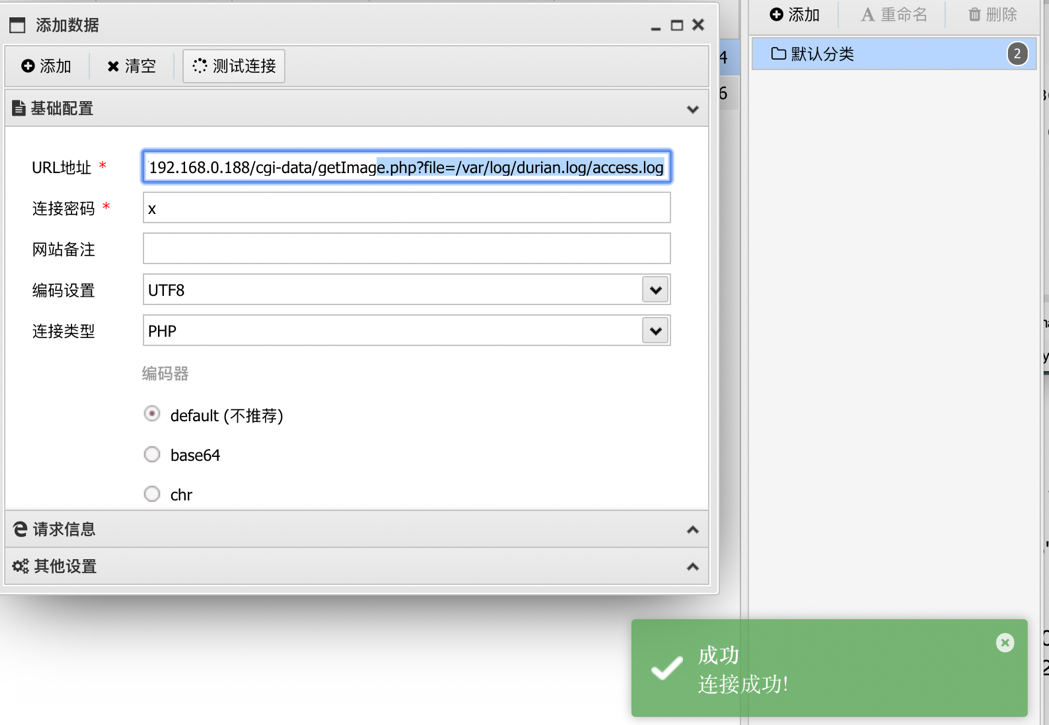 添加数据
添加 清空 测试连接
基础配置
URL地址 * 192.168.0.188/cgi-data/getImage.php?file=/var/log/durian.log/access.log
连接密码 * x
网站备注
编码设置 UTF8
连接类型 PHP
编码器
default (不推荐)
base64
chr
请求信息
其他设置
4
6
添加 重命名 删除
默认分类 2
成功
连接成功!